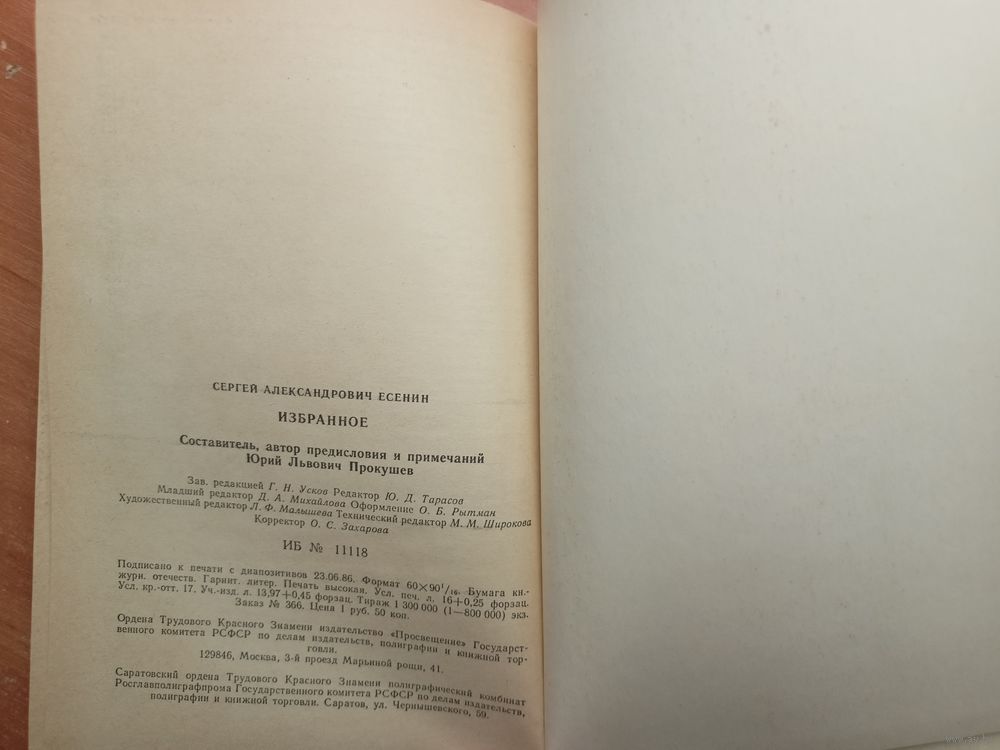 СЕРГЕЙ АЛЕКСАНДРОВИЧ ЕСЕНИН
ИЗБРАННОЕ
Составитель, автор предисловия и примечаний
Юрий Львович Прокушев
Зав. редакцией Г. Н. Усков Редактор Ю. Д. Тарасов
Младший редактор Д. А. Михайлова Оформление О. Б. Рытман
Художественный редактор Л. Ф. Малышева Технический редактор М. М. Широкова
Корректор О. С. Захарова
ИБ № 11118
Подписано к печати с диапозитивов 23.06.86. Формат 60×90¹/₁₆. Бумага кн.-
журн. отечеств. Гарнит. литер. Печать высокая. Усл. печ. л. 16+0,25 форзац.
Усл. кр.-отт. 17. Уч.-изд. л. 13,97+0,45 форзац. Тираж 1 300 000 (1—800 000) экз.
Заказ № 366. Цена 1 руб. 50 коп.
Ордена Трудового Красного Знамени издательство «Просвещение» Государст-
венного комитета РСФСР по делам издательств, полиграфии и книжной тор-
говли.
129846, Москва, 3-й проезд Марьиной рощи, 41.
Саратовский ордена Трудового Красного Знамени полиграфический комбинат
Росглавполиграфпрома Государственного комитета РСФСР по делам издательств,
полиграфии и книжной торговли. Саратов, ул. Чернышевского, 59.